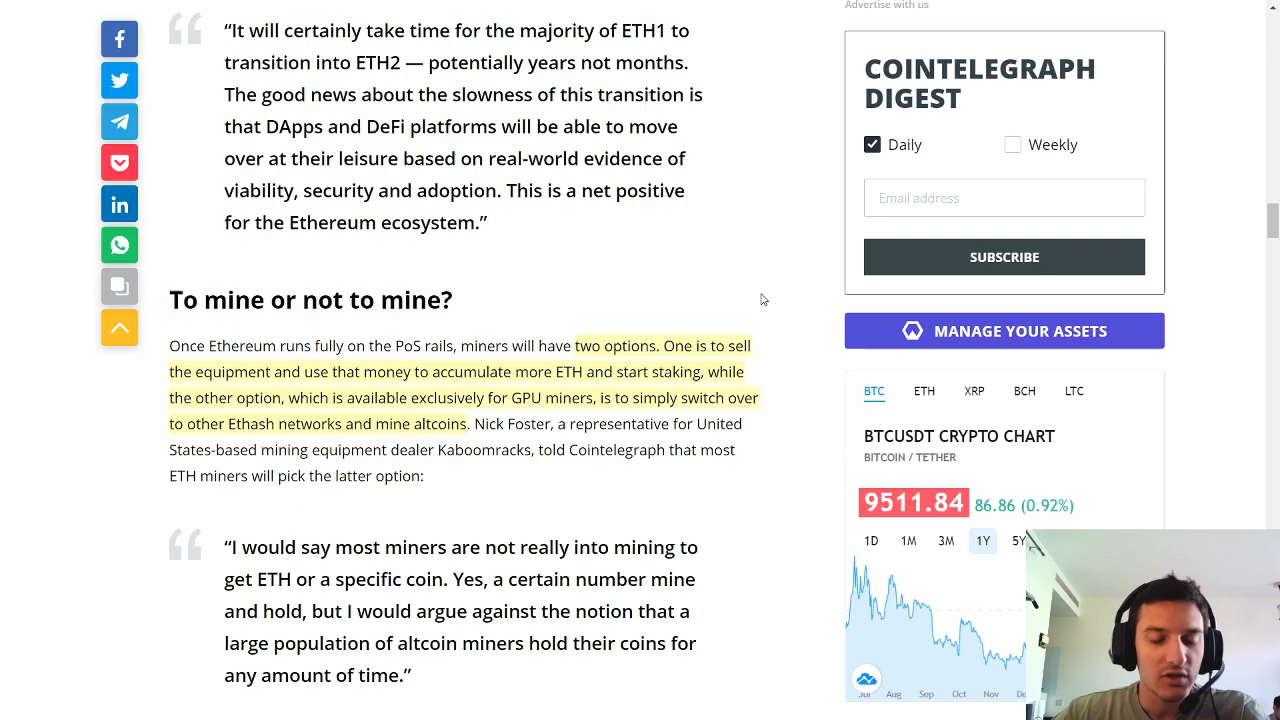 Advertise with us
“It will certainly take time for the majority of ETH1 to
transition into ETH2 — potentially years not months.
The good news about the slowness of this transition is
that DApps and DeFi platforms will be able to move
over at their leisure based on real-world evidence of
viability, security and adoption. This is a net positive
for the Ethereum ecosystem.”
To mine or not to mine?
Once Ethereum runs fully on the PoS rails, miners will have two options. One is to sell
the equipment and use that money to accumulate more ETH and start staking, while
the other option, which is available exclusively for GPU miners, is to simply switch over
to other Ethash networks and mine altcoins. Nick Foster, a representative for United
States-based mining equipment dealer Kaboomracks, told Cointelegraph that most
ETH miners will pick the latter option:
“I would say most miners are not really into mining to
get ETH or a specific coin. Yes, a certain number mine
and hold, but I would argue against the notion that a
large population of altcoin miners hold their coins for
any amount of time.”
COINTELEGRAPH
DIGEST
Daily Weekly
Email address
SUBSCRIBE
MANAGE YOUR ASSETS
BTC ETH XRP BCH LTC
BTCUSDT CRYPTO CHART
BITCOIN / TETHER
9511.84 86.86 (0.92%)
1D 1M 3M 1Y 5Y
Jul Aug Sep Oct Nov